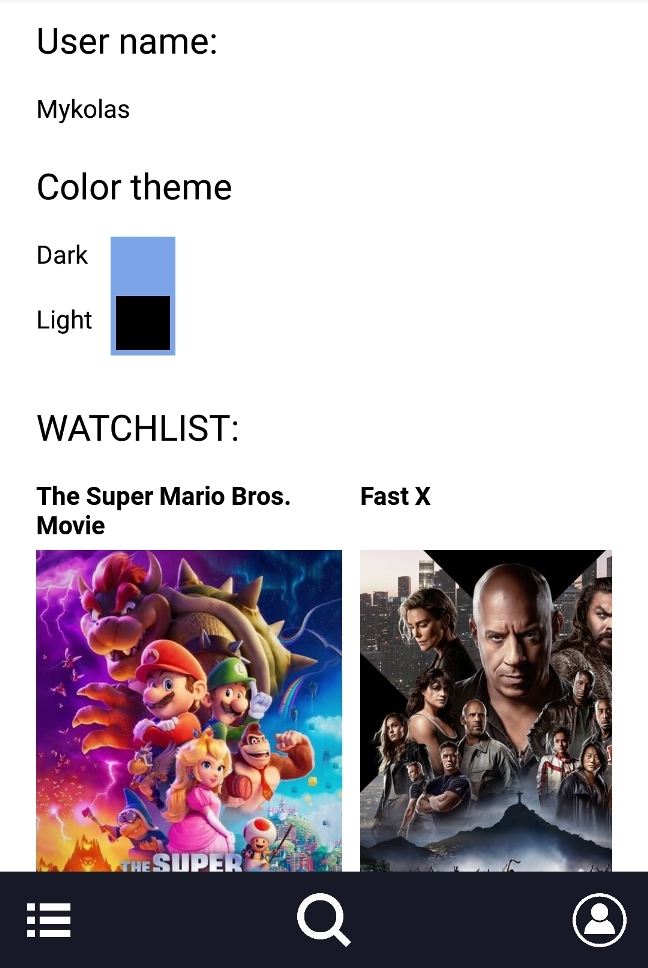 User name:
Mykolas
Color theme
Dark
Light
WATCHLIST:
The Super Mario Bros.
Movie
Fast X
THE SUPER